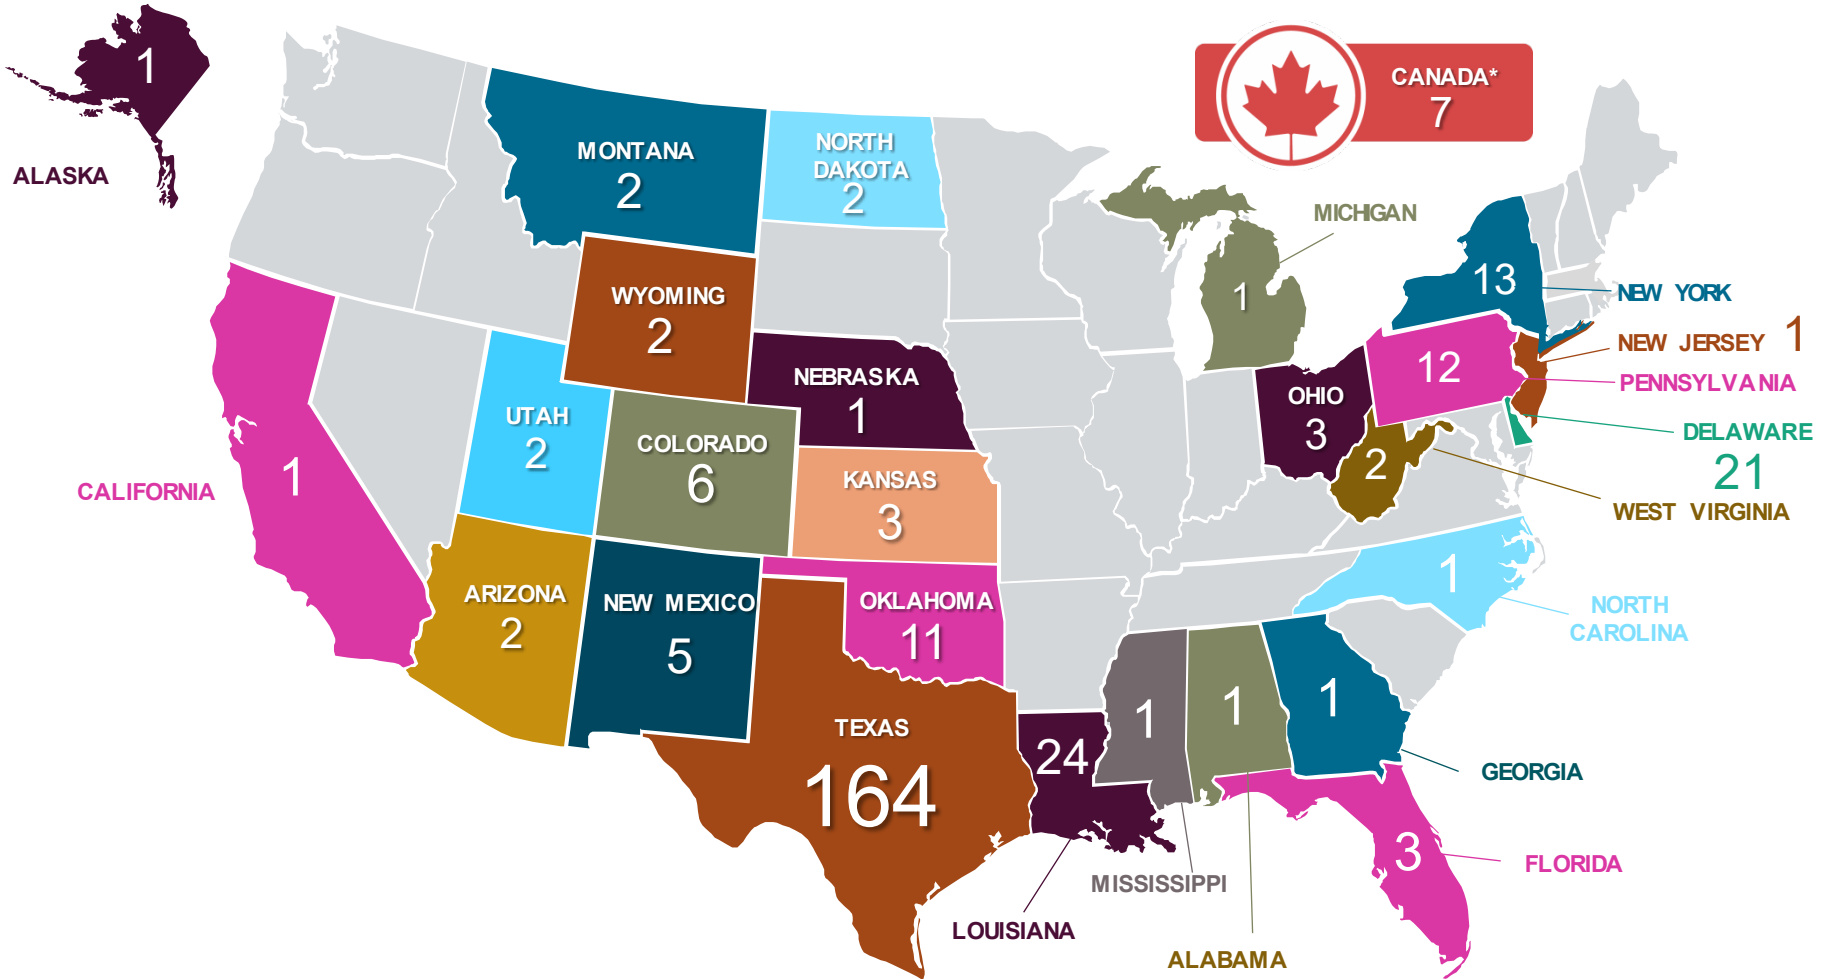 1
ALASKA
CANADA*
7
MONTANA
2
NORTH
DAKOTA
2
MICHIGAN
1
13
NEW YORK
WYOMING
2
NEW JERSEY 1
12
PENNSYLVANIA
NEBRASKA
1
OHIO
3
UTAH
2
COLORADO
6
DELAWARE
21
2
WEST VIRGINIA
KANSAS
3
1
CALIFORNIA
ARIZONA
2
NEW MEXICO
5
OKLAHOMA
11
1
NORTH
CAROLINA
TEXAS
164
24
1
1
1
GEORGIA
3
FLORIDA
MISSISSIPPI
LOUISIANA
ALABAMA